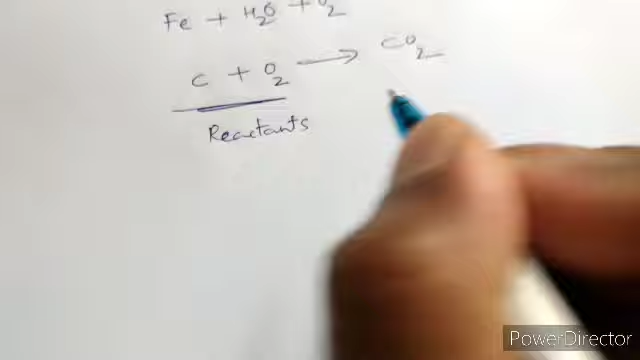 Fe + H2O + O2
C + O2 → CO2
Reactants
PowerDirector